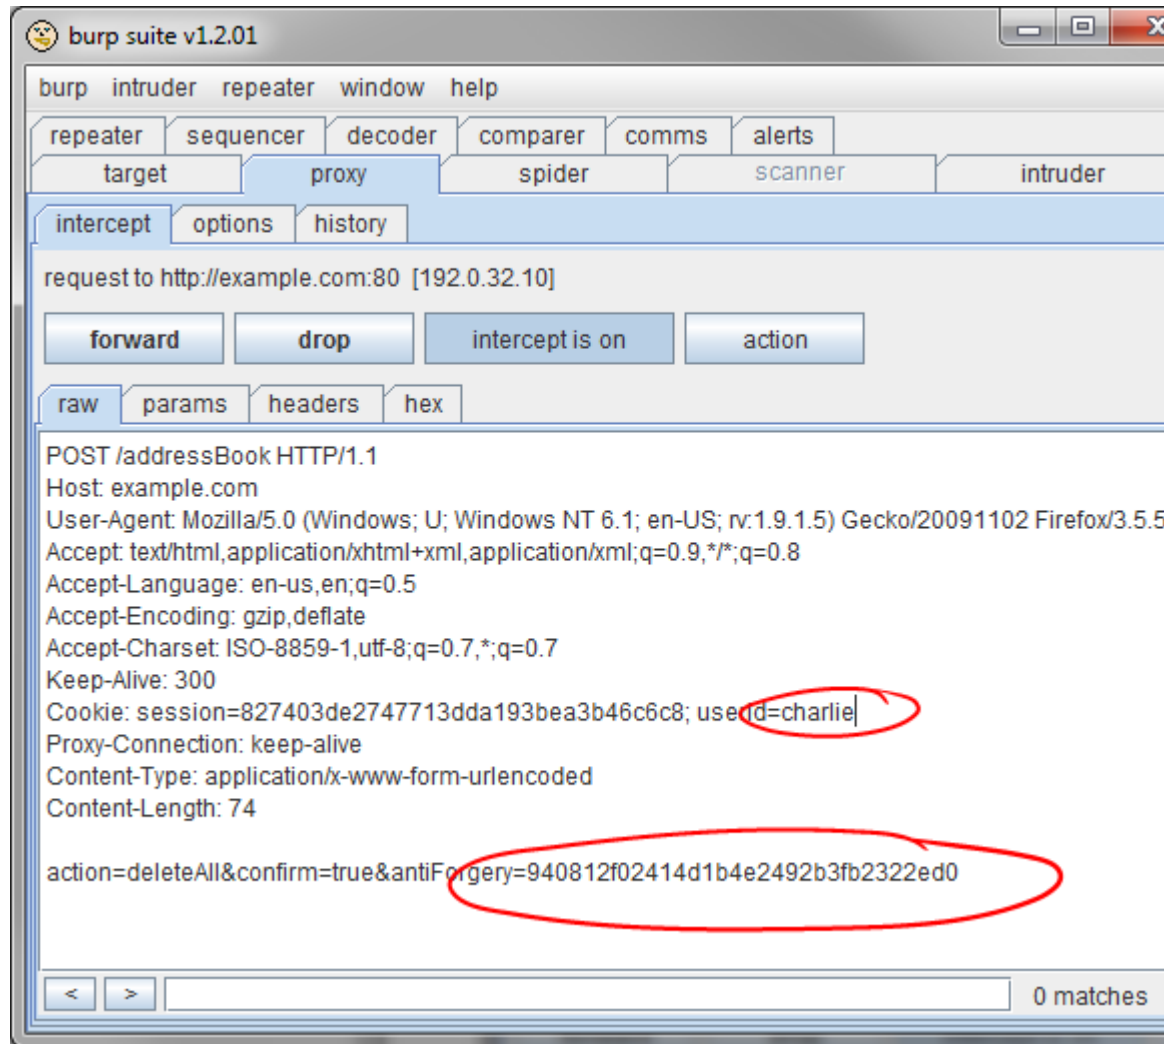 burp suite v1.2.01
burp intruder repeater window help
repeater sequencer decoder comparer comms alerts
target proxy spider scanner intruder
intercept options history
request to http://example.com:80 [192.0.32.10]
forward drop intercept is on action
raw params headers hex
POST /addressBook HTTP/1.1
Host: example.com
User-Agent: Mozilla/5.0 (Windows; U; Windows NT 6.1; en-US; rv:1.9.1.5) Gecko/20091102 Firefox/3.5.5
Accept: text/html,application/xhtml+xml,application/xml;q=0.9,*/*;q=0.8
Accept-Language: en-us,en;q=0.5
Accept-Encoding: gzip,deflate
Accept-Charset: ISO-8859-1,utf-8;q=0.7,*;q=0.7
Keep-Alive: 300
Cookie: session=827403de2747713dda193bea3b46c6c8; userId=charlie
Proxy-Connection: keep-alive
Content-Type: application/x-www-form-urlencoded
Content-Length: 74
action=deleteAll&confirm=true&antiForgery=940812f02414d1b4e2492b3fb2322ed0
< > 0 matches